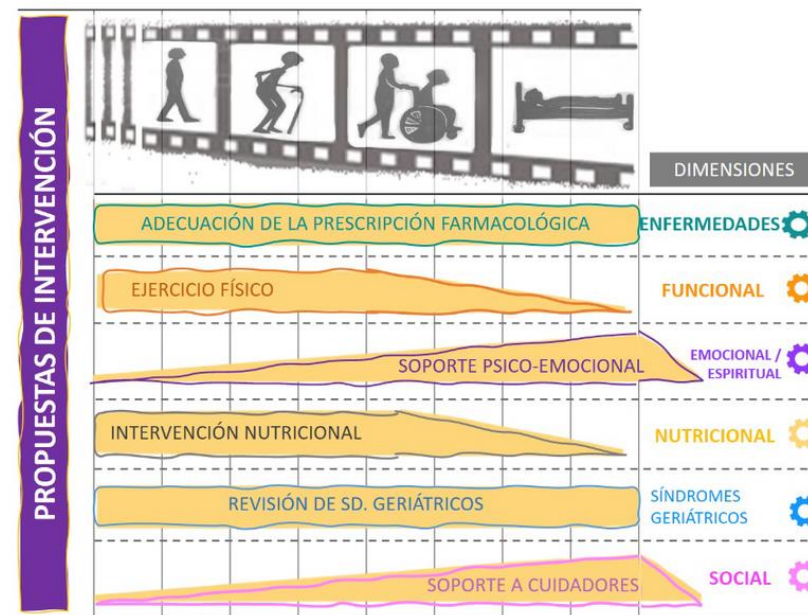 PROPUESTAS DE INTERVENCIÓN
DIMENSIONES
ADECUACIÓN DE LA PRESCRIPCIÓN FARMACOLÓGICA
ENFERMEDADES
EJERCICIO FÍSICO
FUNCIONAL
SOPORTE PSICO-EMOCIONAL
EMOCIONAL /
ESPIRITUAL
INTERVENCIÓN NUTRICIONAL
NUTRICIONAL
REVISIÓN DE SD. GERIÁTRICOS
SÍNDROMES
GERIÁTRICOS
SOPORTE A CUIDADORES
SOCIAL